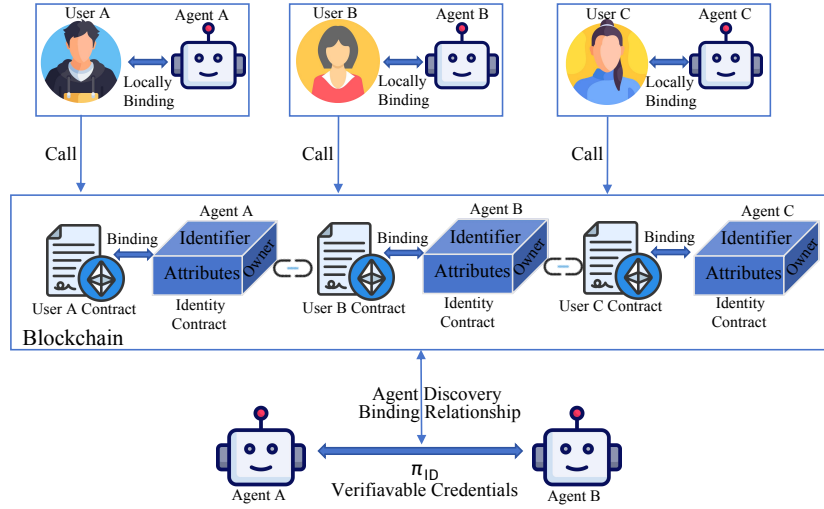 User A
Agent A
Locally
Binding
User B
Agent B
Locally
Binding
User C
Agent C
Locally
Binding
Call
Call
Call
Agent A
Binding
Identifier
Attributes
Owner
User A Contract
Identity
Contract
Agent B
Binding
Identifier
Attributes
Owner
User B Contract
Identity
Contract
Agent C
Binding
Identifier
Attributes
Owner
User C Contract
Identity
Contract
Blockchain
Agent Discovery
Binding Relationship
πID
Verifiavable Credentials
Agent A
Agent B